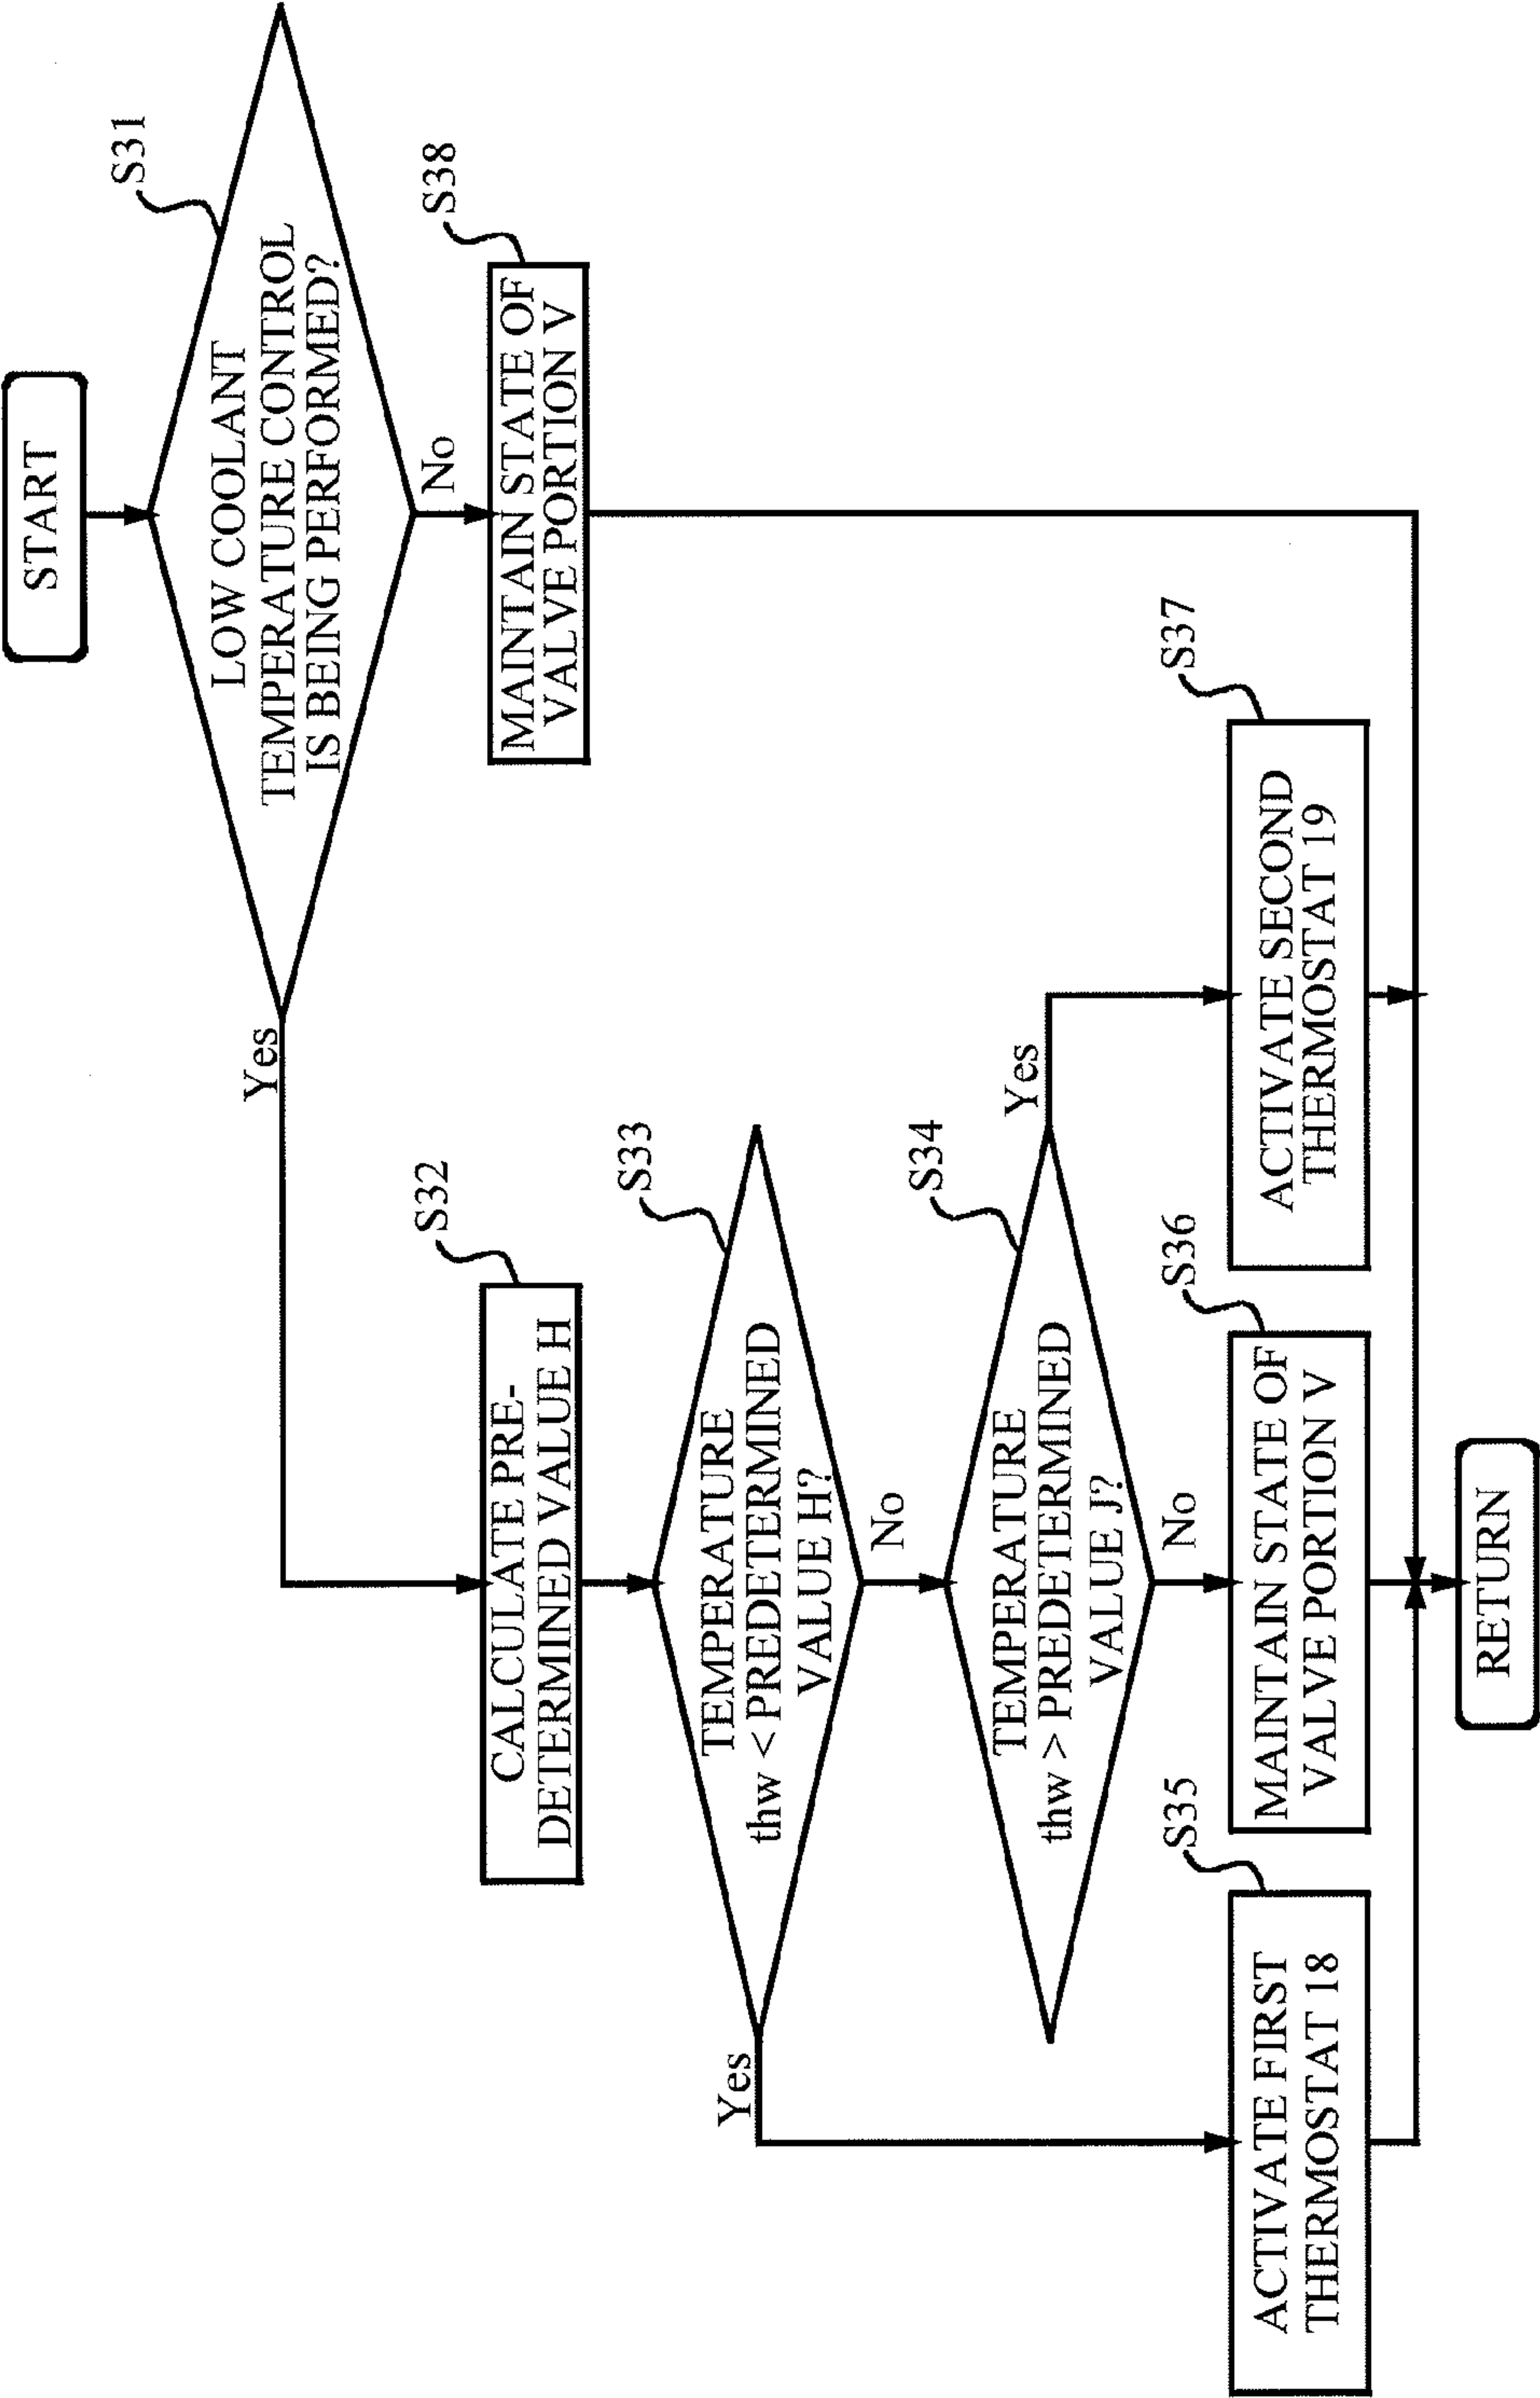 START
S31
LOW COOLANT
TEMPERATURE CONTROL
IS BEING PERFORMED?
Yes
No
S38
MAINTAIN STATE OF
VALVE PORTION V
S32
CALCULATE PRE-
DETERMINED VALUE H
S33
TEMPERATURE
thw < PREDETERMINED
VALUE H?
Yes
No
S34
TEMPERATURE
thw > PREDETERMINED
VALUE J?
Yes
No
S35
ACTIVATE FIRST
THERMOSTAT 18
S36
MAINTAIN STATE OF
VALVE PORTION V
S37
ACTIVATE SECOND
THERMOSTAT 19
RETURN